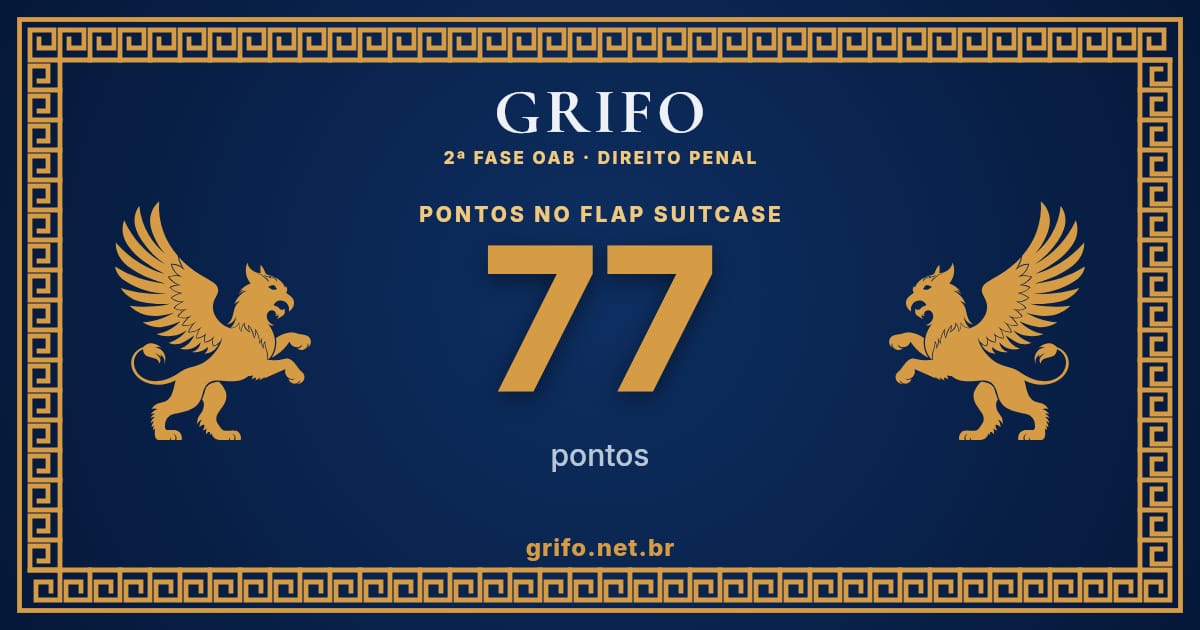 GRIFO
2ª FASE OAB · DIREITO PENAL
PONTOS NO FLAP SUITCASE
77
pontos
grifo.net.br